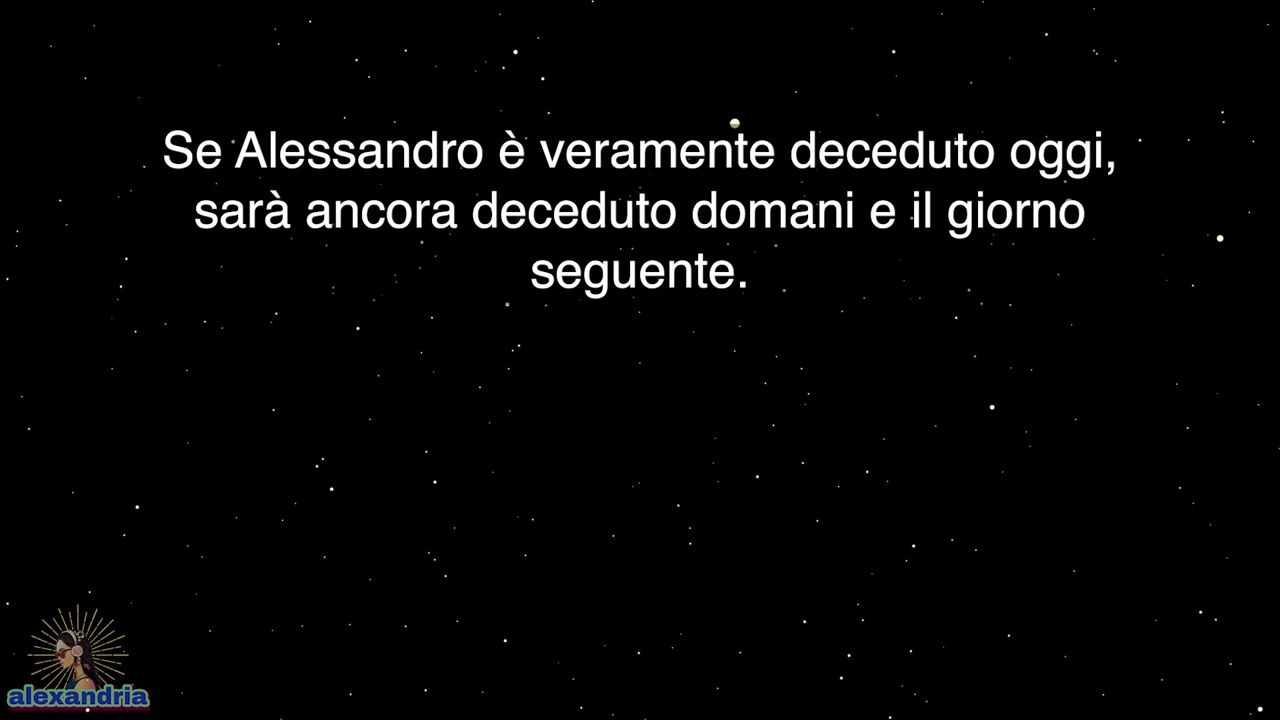 Se Alessandro è veramente deceduto oggi,
sarà ancora deceduto domani e il giorno
seguente.
alexandria